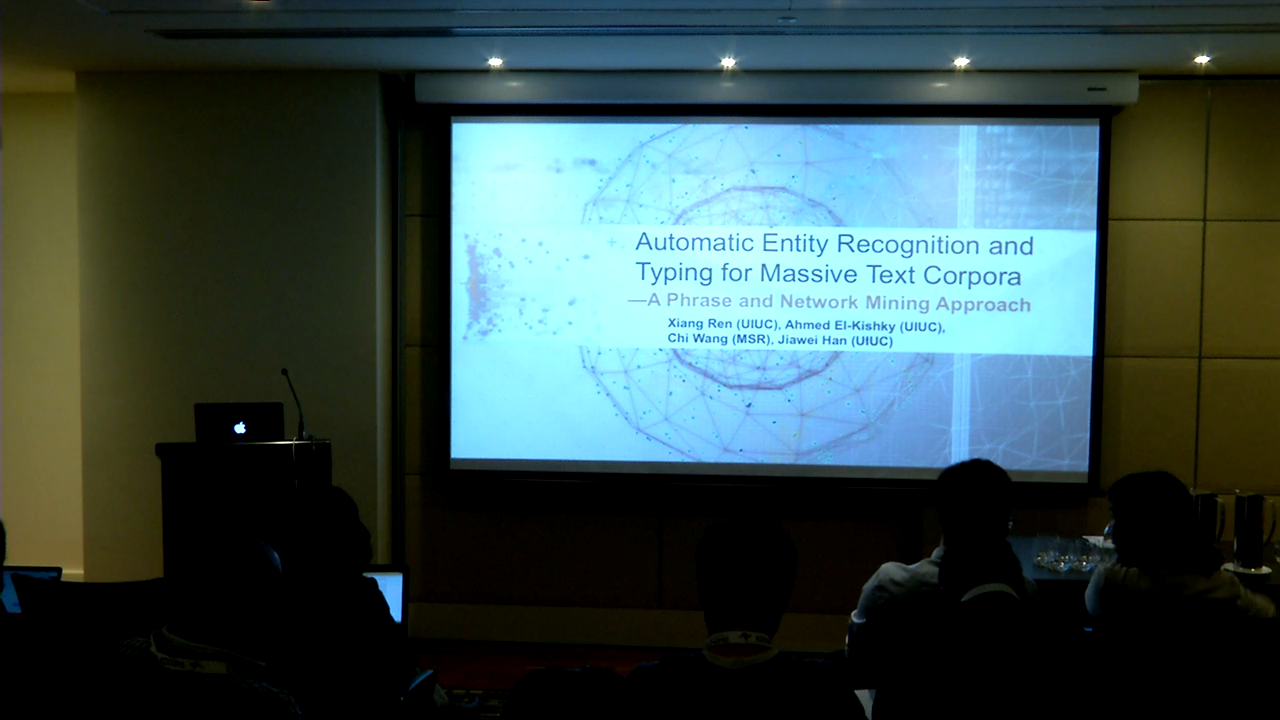 Automatic Entity Recognition and
Typing for Massive Text Corpora
—A Phrase and Network Mining Approach
Xiang Ren (UIUC), Ahmed El-Kishky (UIUC),
Chi Wang (MSR), Jiawei Han (UIUC)